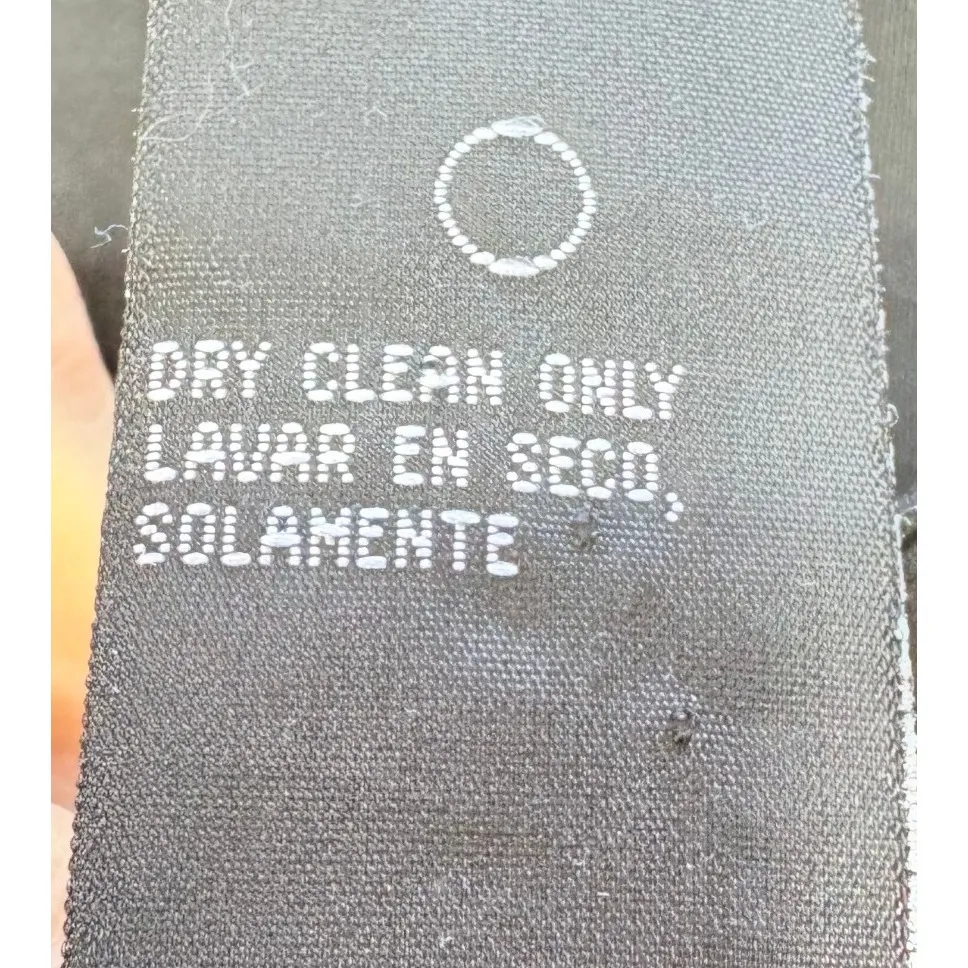 DRY CLEAN ONLY
LAVAR EN SECO,
SOLAMENTE